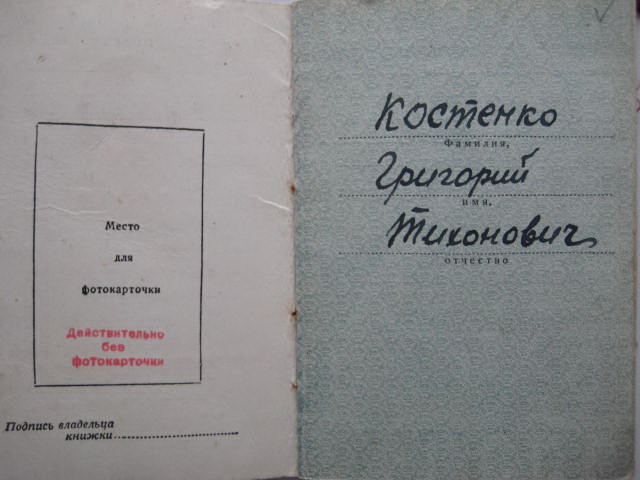 Место
для
фотокарточки
Действительно
без
фотокарточки
Подпись владельца
книжки
Костенко
Фамилия,
Григорий
имя,
Тихонович
отчество